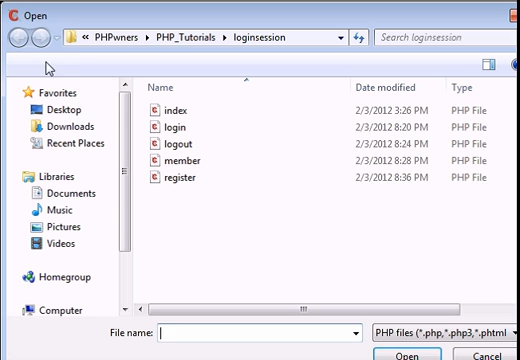 Open
« PHPwners PHP_Tutorials loginsession
Search loginsession
Name Date modified Type
Favorites
Desktop
Downloads
Recent Places
Libraries
Documents
Music
Pictures
Videos
Homegroup
Computer
index 2/3/2012 3:26 PM PHP File
login 2/3/2012 8:20 PM PHP File
logout 2/3/2012 8:24 PM PHP File
member 2/3/2012 8:28 PM PHP File
register 2/3/2012 8:36 PM PHP File
File name:
PHP files (*.php,*.php3,*.phtml
Open Cancel